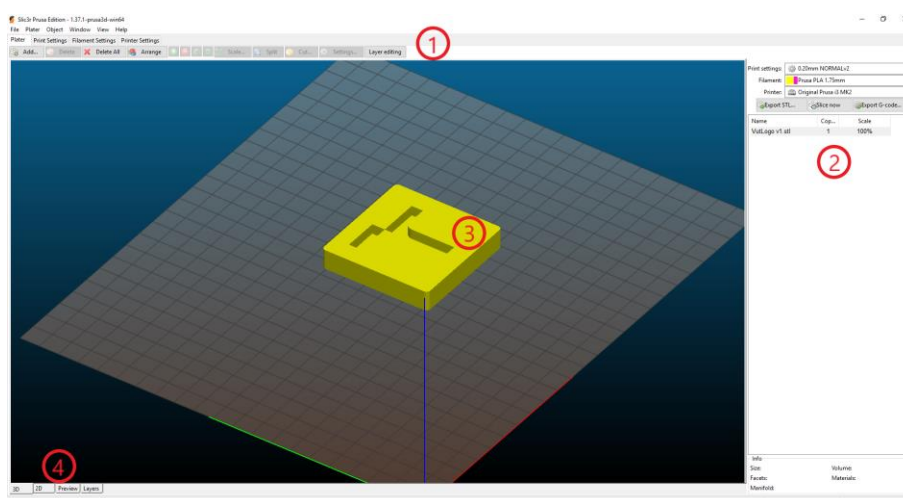 Slic3r Prusa Edition - 1.37.1-prusa3d-win64
File Plater Object Window View Help
Plater Print Settings Filament Settings Printer Settings
Add... Delete Delete All Arrange Scale... Split Cut... Settings... Layer editing
1
Print settings: 0.20mm NORMAL+2
Filament: Prusa PLA 1.75mm
Printer: Original Prusa i3 MK2
Export STL... Slice now Export G-code...
Name Cop... Scale
VutLogo v1.stl 1 100%
2
3
4
3D 2D Preview Layers
Info
Size: Volume:
Facets: Materials:
Manifold: